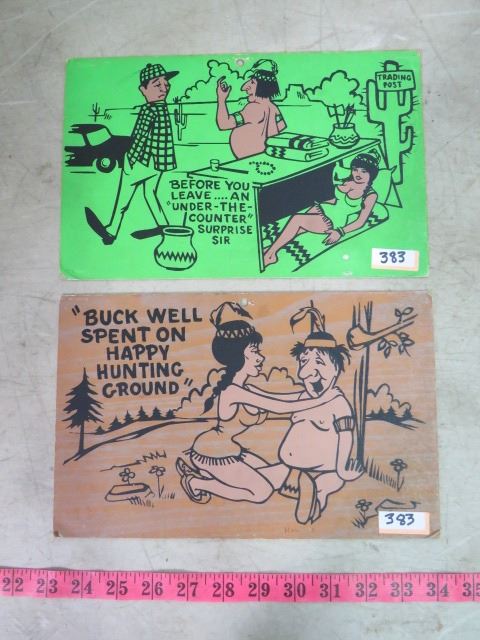 TRADING
POST
BEFORE YOU
LEAVE.... AN
"UNDER-THE-
COUNTER"
SURPRISE
SIR
383
"BUCK WELL
SPENT ON
HAPPY
HUNTING
GROUND"
383
22 23 24 25 26 27 28 29 30 31 32 33 34 35